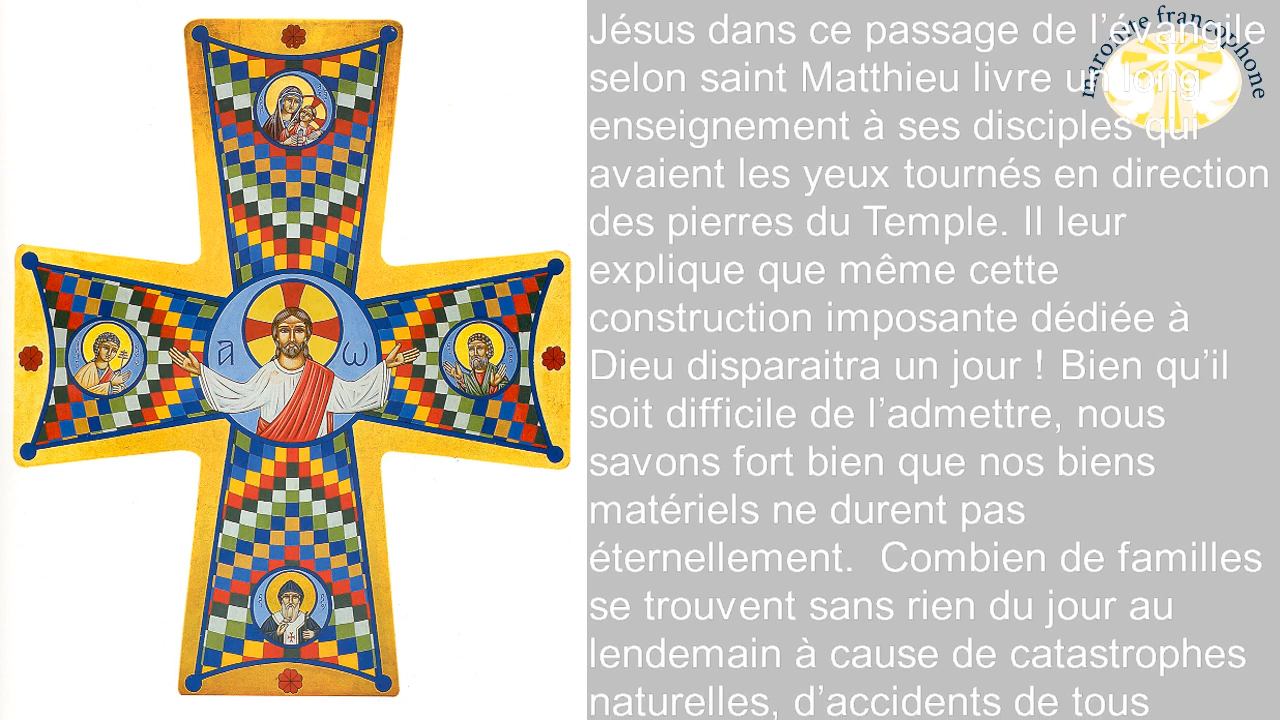 Jésus dans ce passage de l’évangile
selon saint Matthieu livre un long
enseignement à ses disciples qui
avaient les yeux tournés en direction
des pierres du Temple. Il leur
explique que même cette
construction imposante dédiée à
Dieu disparaitra un jour ! Bien qu’il
soit difficile de l’admettre, nous
savons fort bien que nos biens
matériels ne durent pas
éternellement.  Combien de familles
se trouvent sans rien du jour au
lendemain à cause de catastrophes
naturelles, d’accidents de tous
maronite francophone
ω